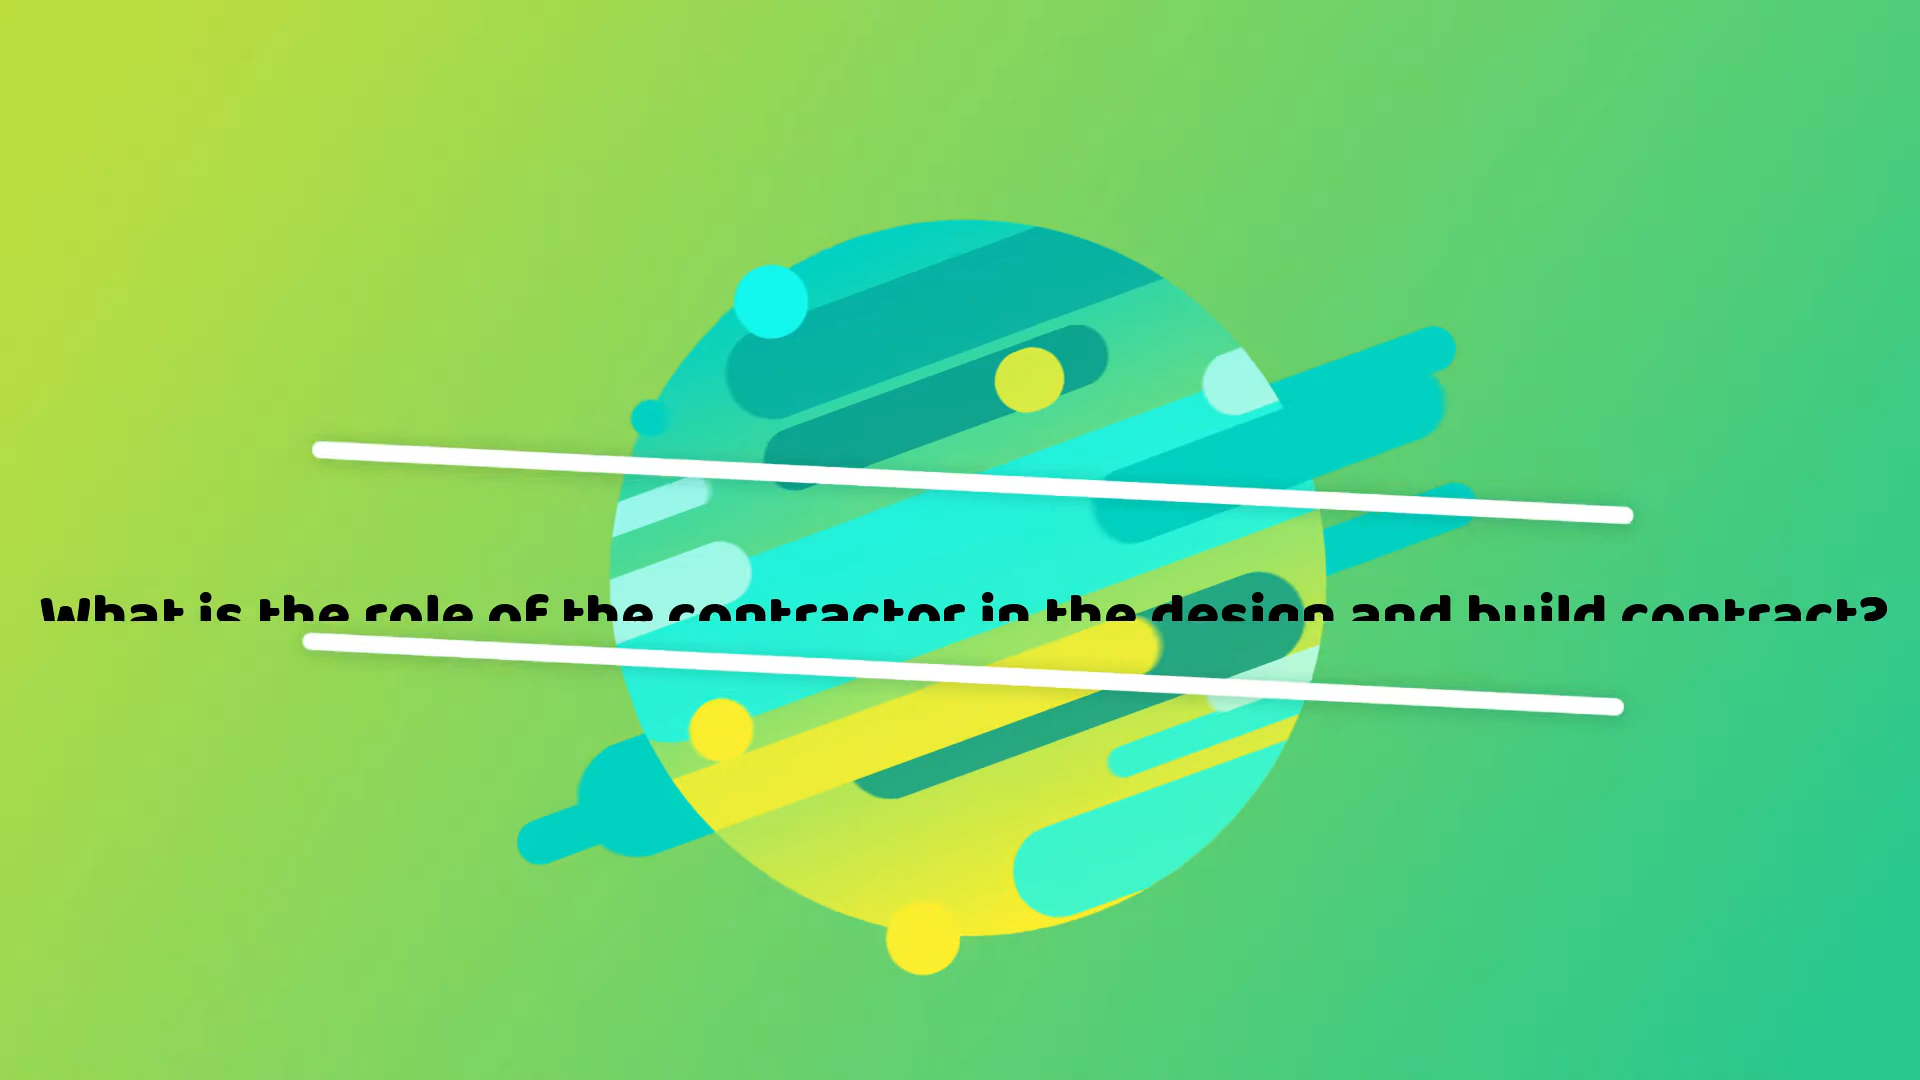 What is the role of the contractor in the design and build contract?